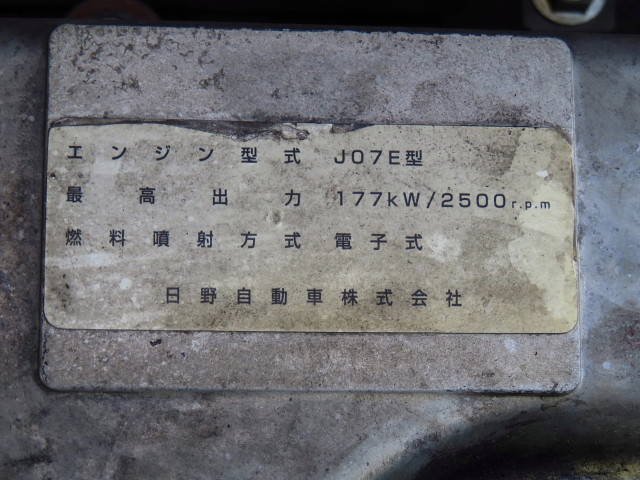 エンジン型式 J07E型
最高出力 177kW/2500r.p.m
燃料噴射方式 電子式
日野自動車株式会社